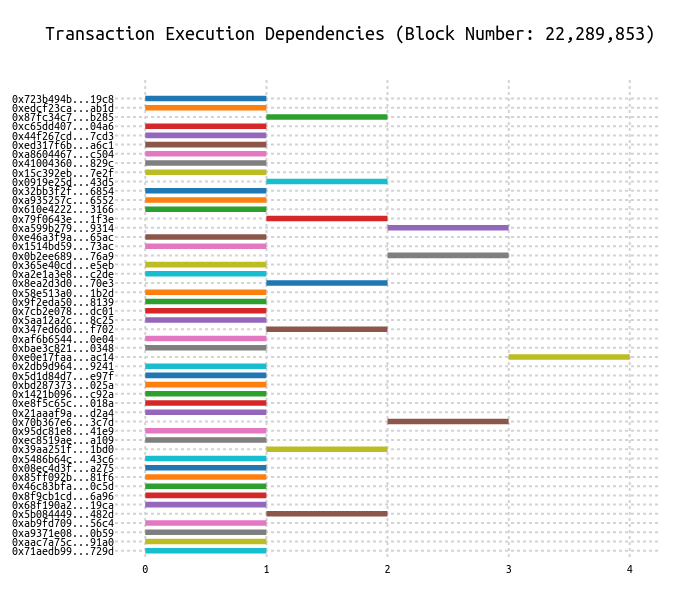 Transaction Execution Dependencies (Block Number: 22,289,853)
0x723b494b...19c8
0xedcf23ca...ab1d
0x87fc34c7...b285
0xc65dd407...04a6
0x44f267cd...7cd3
0xed317f6b...a6c1
0xa8604467...c504
0x41004360...829c
0x15c392eb...7e2f
0x0919e25d...43d5
0x32bb3f2f...6854
0xa935257c...6552
0x610e4222...3166
0x79f0643e...1f3e
0xa599b279...9314
0xe46a3f9a...65ac
0x1514bd59...73ac
0x0b2ee689...76a9
0x365e40cd...e5eb
0xa2e1a3e8...c2de
0x8ea2d3d0...70e3
0x58e513a0...1b2d
0x9f2eda50...8139
0x7cb2e078...dc01
0x5aa12a2c...8c25
0x347ed6d0...f702
0xaf6b6544...0e04
0xbae3c821...0348
0xe0e17faa...ac14
0x2db9d964...9241
0x5d1d84d7...e97f
0xbd287373...025a
0x1421b096...c92a
0xe8f5c65c...018a
0x21aaaf9a...d2a4
0x70b367e6...3c7d
0x95dc81e8...41e9
0xec8519ae...a109
0x39aa251f...1bd0
0x5486b64c...43c6
0x08ec4d3f...a275
0x85ff092b...81f6
0x46c83bfa...0c5d
0x8f9cb1cd...6a96
0x68f190a2...19ca
0x5b084449...482d
0xab9fd709...56c4
0xa9371e08...0b59
0xaac7a75c...91a0
0x71aedb99...729d
0 1 2 3 4